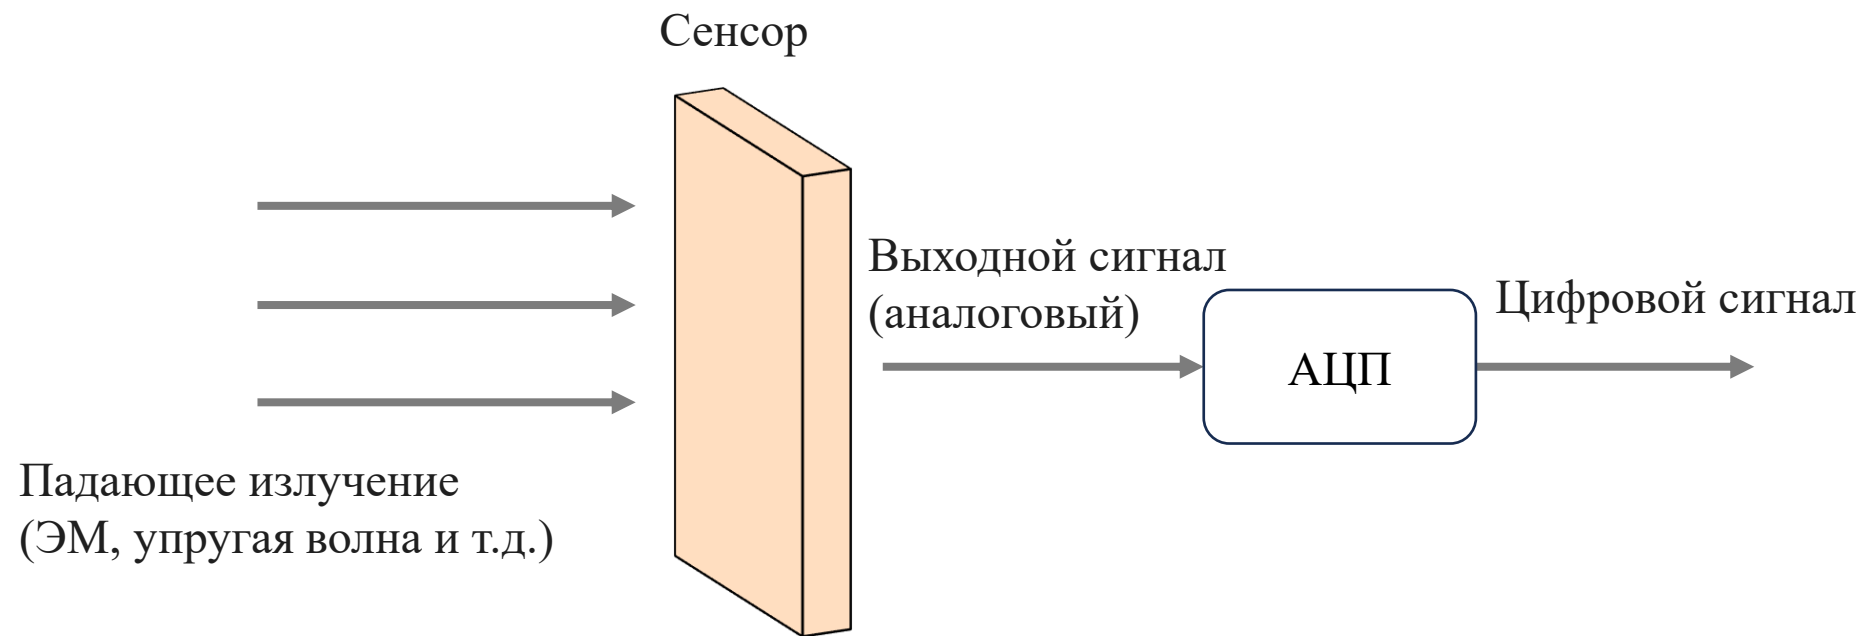 Сенсор
Выходной сигнал
(аналоговый)
Цифровой сигнал
АЦП
Падающее излучение
(ЭМ, упругая волна и т.д.)